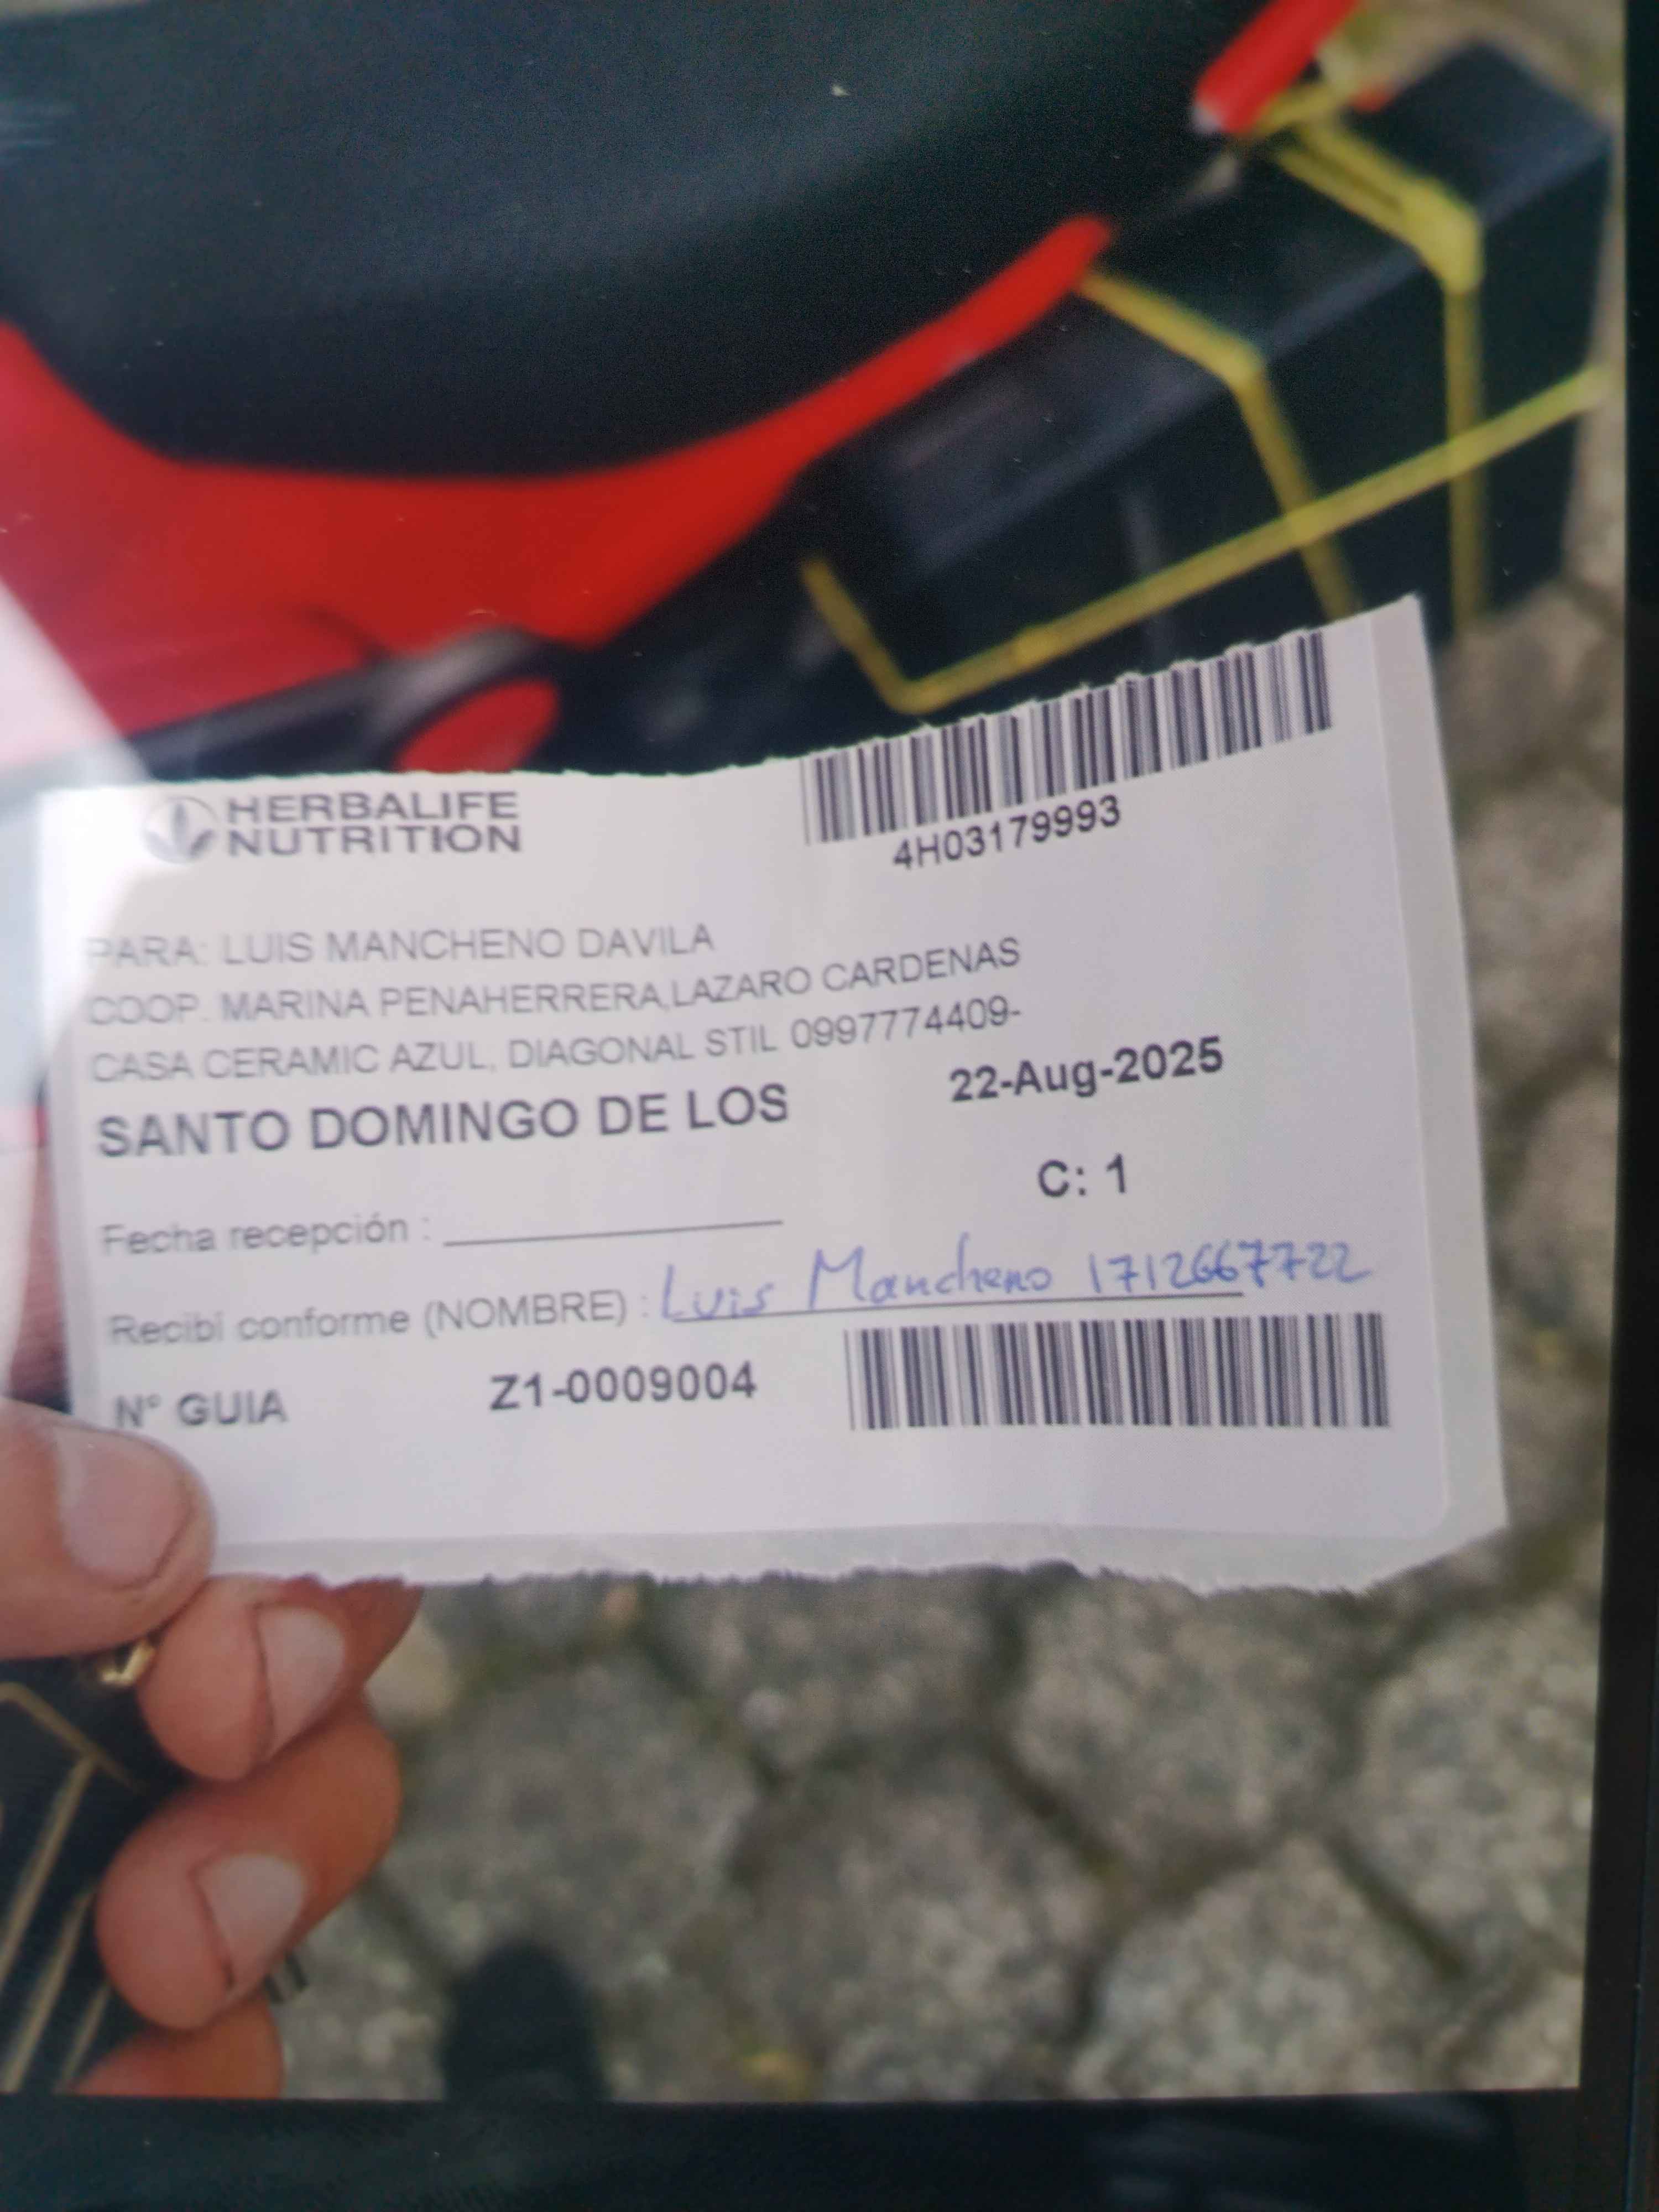 HERBALIFE
NUTRITION
4H03179993
PARA: LUIS MANCHENO DAVILA
COOP. MARINA PENAHERRERA,LAZARO CARDENAS
CASA CERAMIC AZUL, DIAGONAL STIL 0997774409-
SANTO DOMINGO DE LOS
22-Aug-2025
C: 1
Fecha recepción :
Recibí conforme (NOMBRE) : Luis Mancheno 1712667722
N° GUIA Z1-0009004